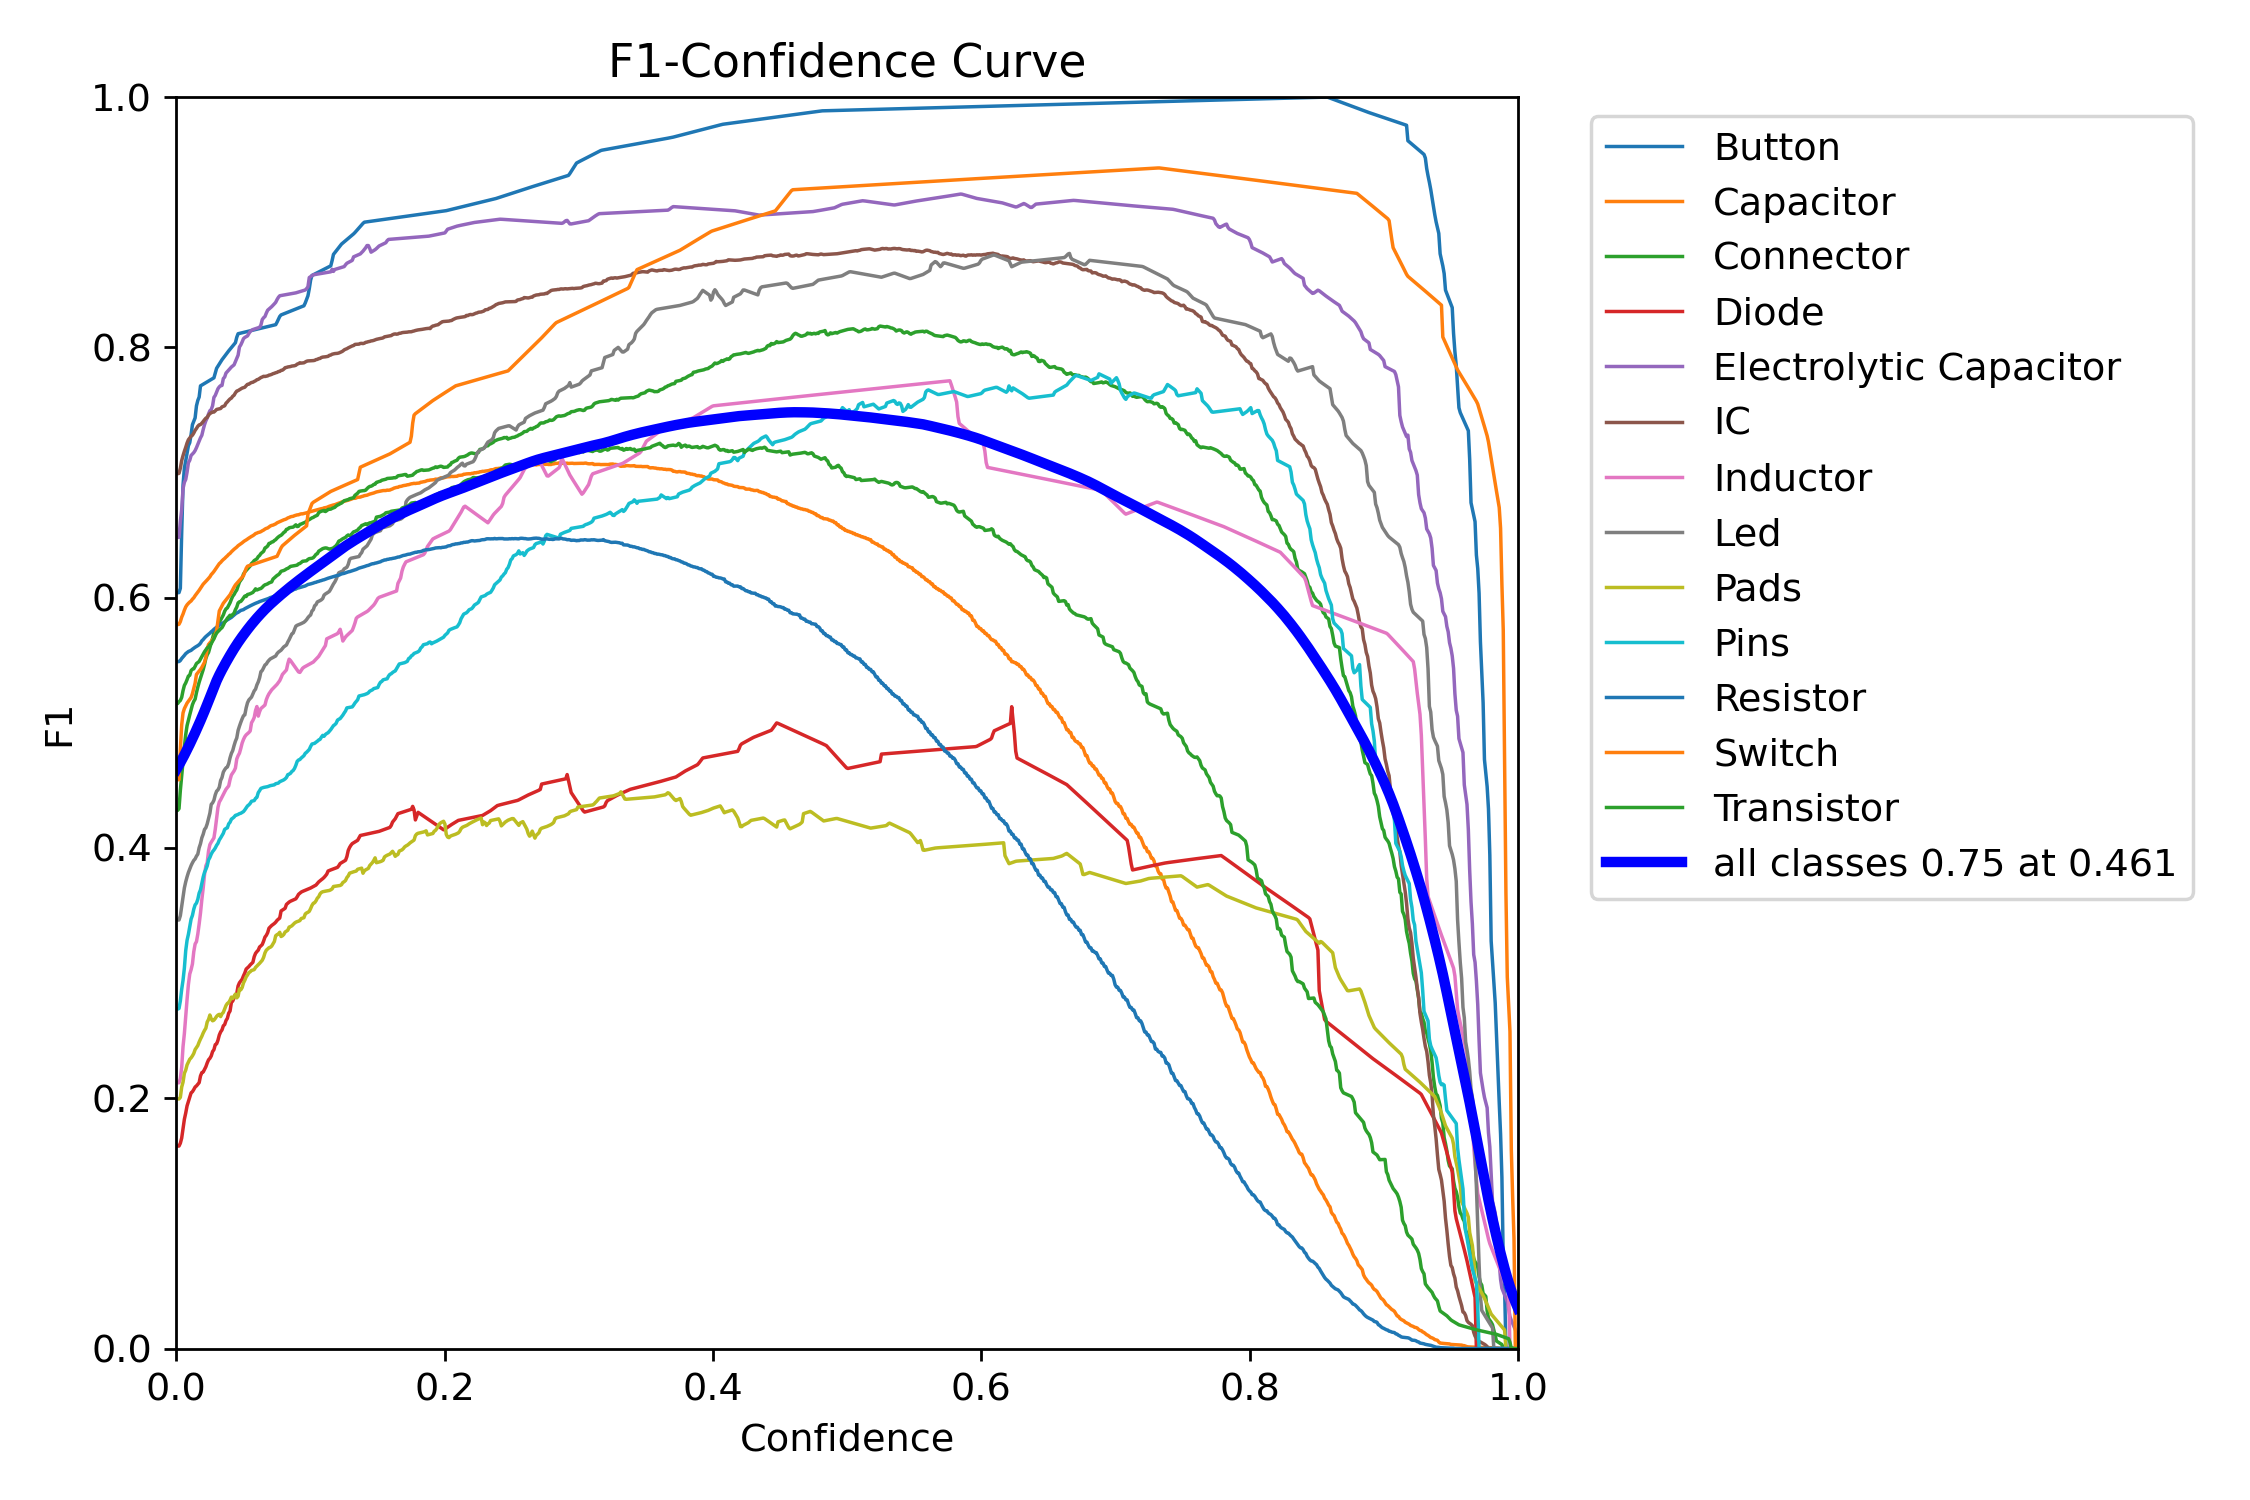 F1-Confidence Curve
1.0
0.8
0.6
0.4
0.2
0.0
F1
0.0 0.2 0.4 0.6 0.8 1.0
Confidence
Button
Capacitor
Connector
Diode
Electrolytic Capacitor
IC
Inductor
Led
Pads
Pins
Resistor
Switch
Transistor
all classes 0.75 at 0.461